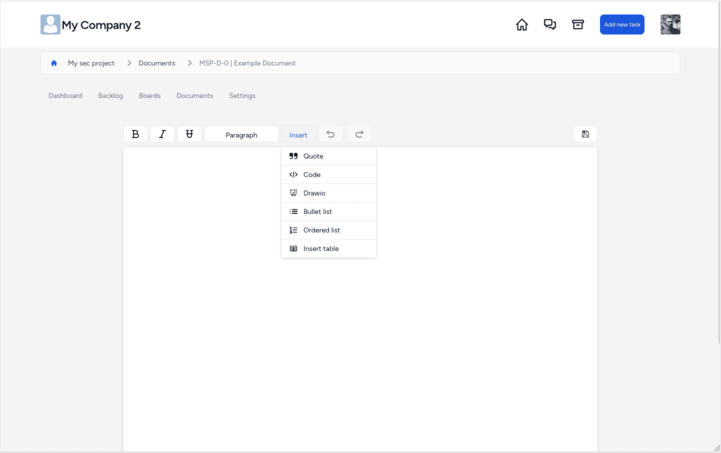 My Company 2
Add new task
My sec project > Documents > MSP-D-0 | Example Document
Dashboard Backlog Boards Documents Settings
B I U Paragraph Insert
Quote
Code
Drawio
Bullet list
Ordered list
Insert table